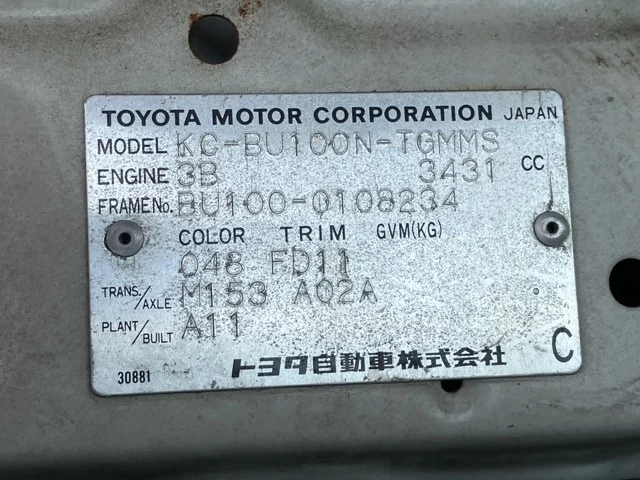 TOYOTA MOTOR CORPORATION JAPAN
MODEL KC-BU100N-TGMMS
ENGINE 3B 3431 CC
FRAME No. BU100-0108234
COLOR TRIM GVM(KG)
048 FD11
TRANS./AXLE M153 A02A
PLANT/BUILT A11
30881 トヨタ自動車株式会社 C